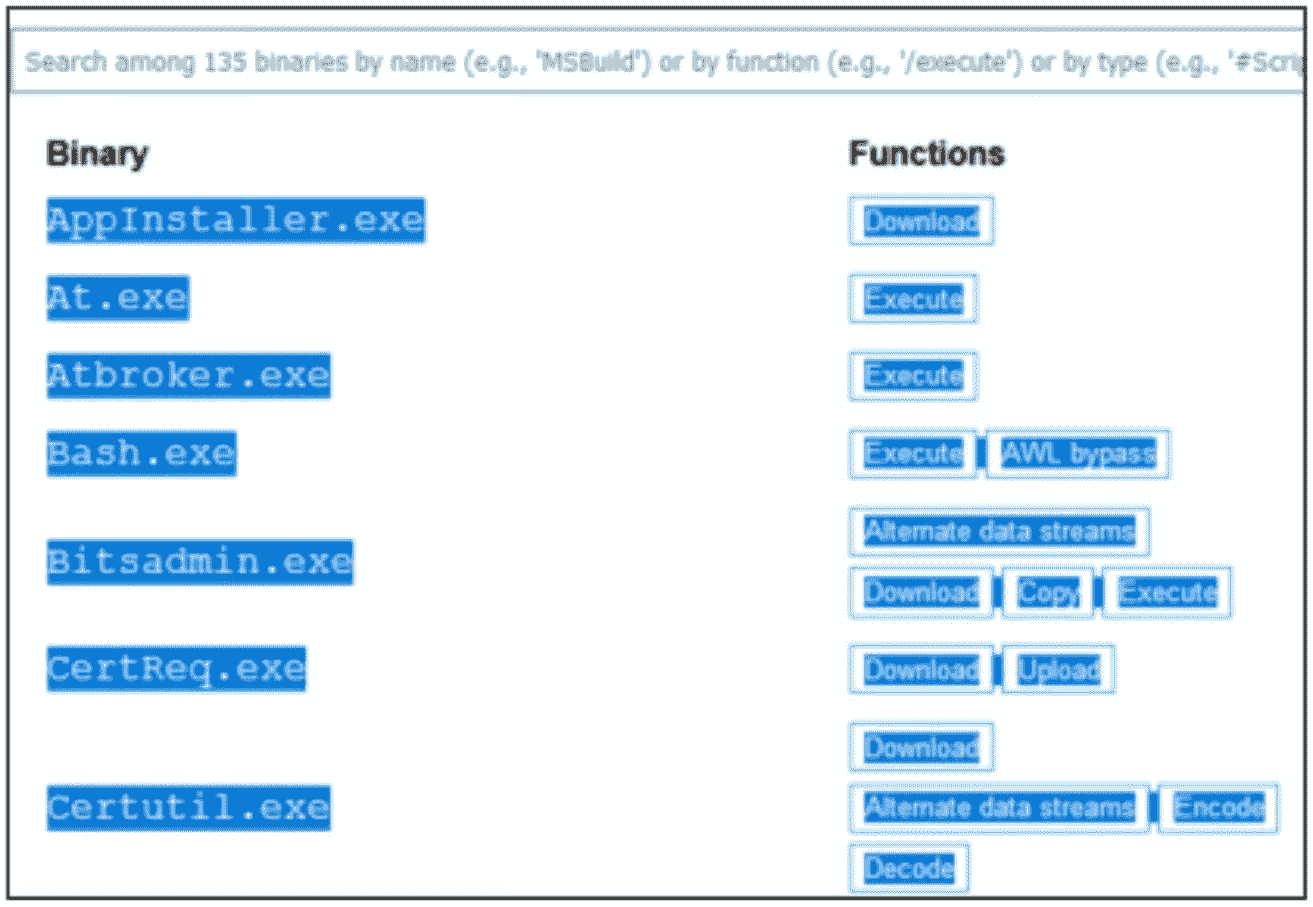 Search among 135 binaries by name (e.g., 'MSBuild') or by function (e.g., '/execute') or by type (e.g., '#Scrip
Binary Functions
AppInstaller.exe Download
At.exe Execute
Atbroker.exe Execute
Bash.exe Execute AWL bypass
Bitsadmin.exe Alternate data streams
Download Copy Execute
CertReq.exe Download Upload
Certutil.exe Download
Alternate data streams Encode
Decode